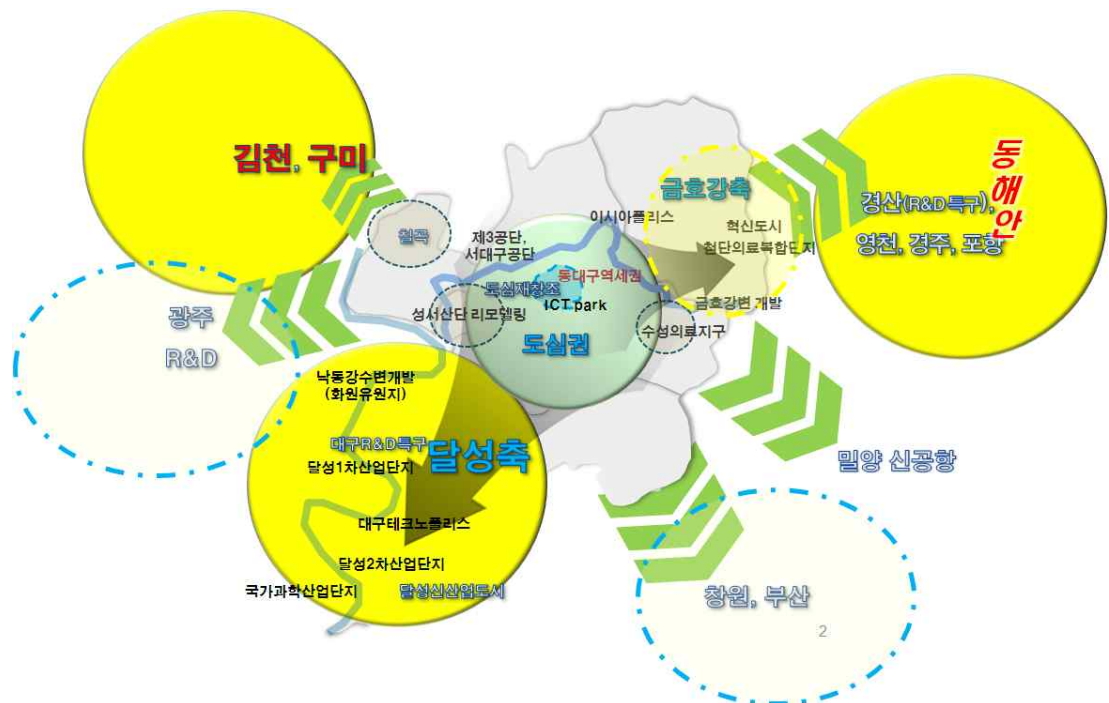 김천, 구미
동
해
안
금호강축
경산(R&D특구),
영천, 경주, 포항
이시아플리스
혁신도시
첨단의료복합단지
칠곡
제3공단,
서대구공단
동대구역세권
도심재창조
ICT park
금호강변 개발
성서산단 리모델링
수성의료지구
도심권
광주
R&D
낙동강수변개발
(화원유원지)
대구R&D특구
달성축
달성1차산업단지
밀양 신공항
대구테크노폴리스
달성2차산업단지
국가과학산업단지
달성신산업도시
창원, 부산
2